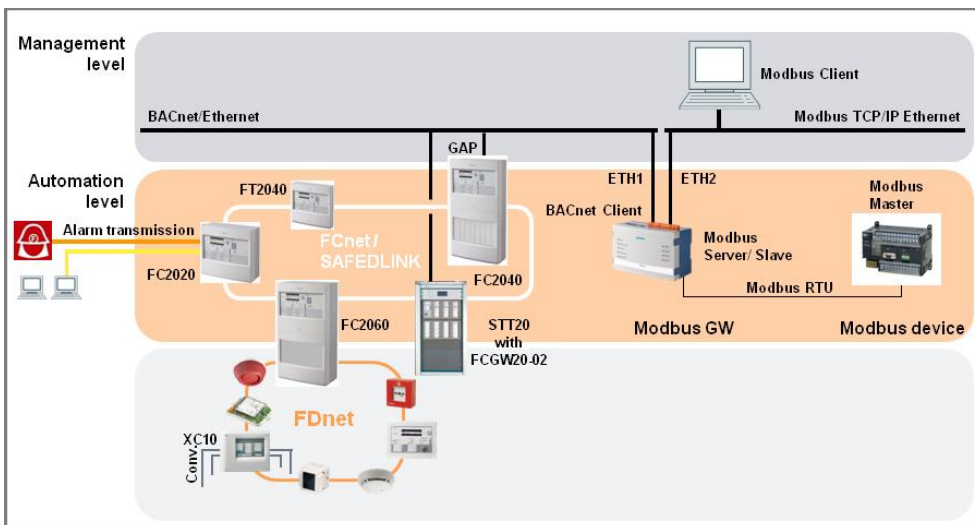 Management
level
Modbus Client
BACnet/Ethernet
Modbus TCP/IP Ethernet
GAP
Automation
level
FT2040
ETH1
ETH2
Modbus
Master
BACnet Client
Alarm transmission
FCnet /
SAFEDLINK
Modbus
Server/ Slave
FC2020
FC2040
Modbus RTU
FC2060
STT20
with
FCGW20-02
Modbus GW
Modbus device
FDnet
XC10
Conv.